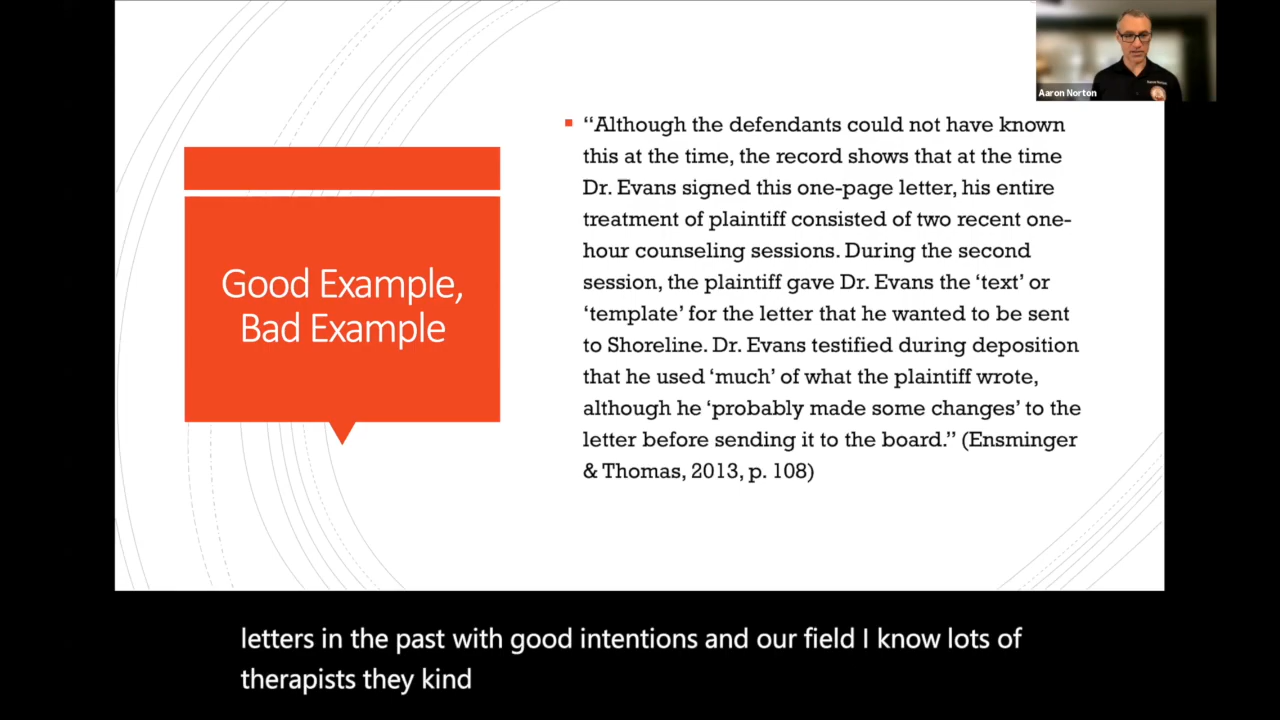 Aaron Norton
“Although the defendants could not have known
this at the time, the record shows that at the time
Dr. Evans signed this one-page letter, his entire
treatment of plaintiff consisted of two recent one-
hour counseling sessions. During the second
session, the plaintiff gave Dr. Evans the ‘text’ or
‘template’ for the letter that he wanted to be sent
to Shoreline. Dr. Evans testified during deposition
that he used ‘much’ of what the plaintiff wrote,
although he ‘probably made some changes’ to the
letter before sending it to the board.” (Ensminger
& Thomas, 2013, p. 108)
Good Example,
Bad Example
letters in the past with good intentions and our field I know lots of
therapists they kind